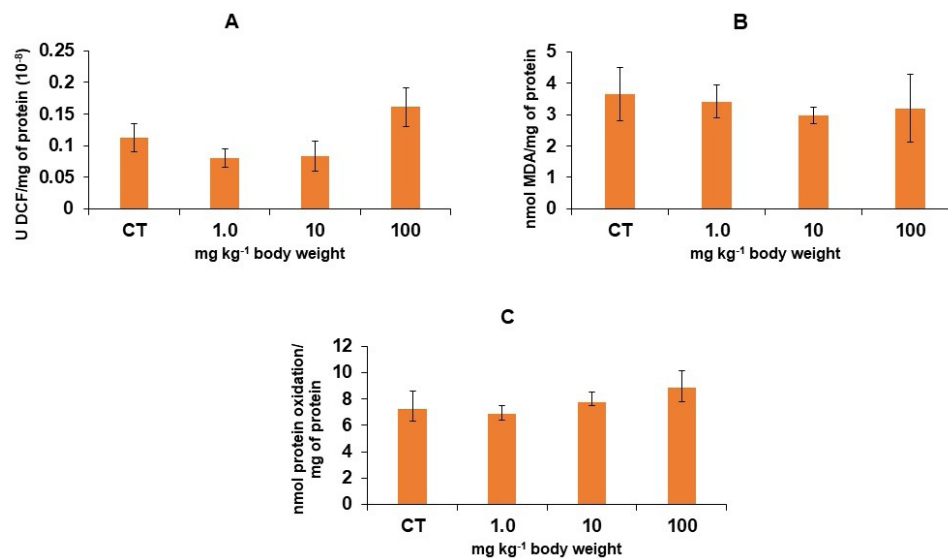 A
U DCF/mg of protein (10⁻⁸)
0.25
0.2
0.15
0.1
0.05
0
CT 1.0 10 100
mg kg⁻¹ body weight
B
nmol MDA/mg of protein
5
4
3
2
1
0
CT 1.0 10 100
mg kg⁻¹ body weight
C
nmol protein oxidation/
mg of protein
12
10
8
6
4
2
0
CT 1.0 10 100
mg kg⁻¹ body weight